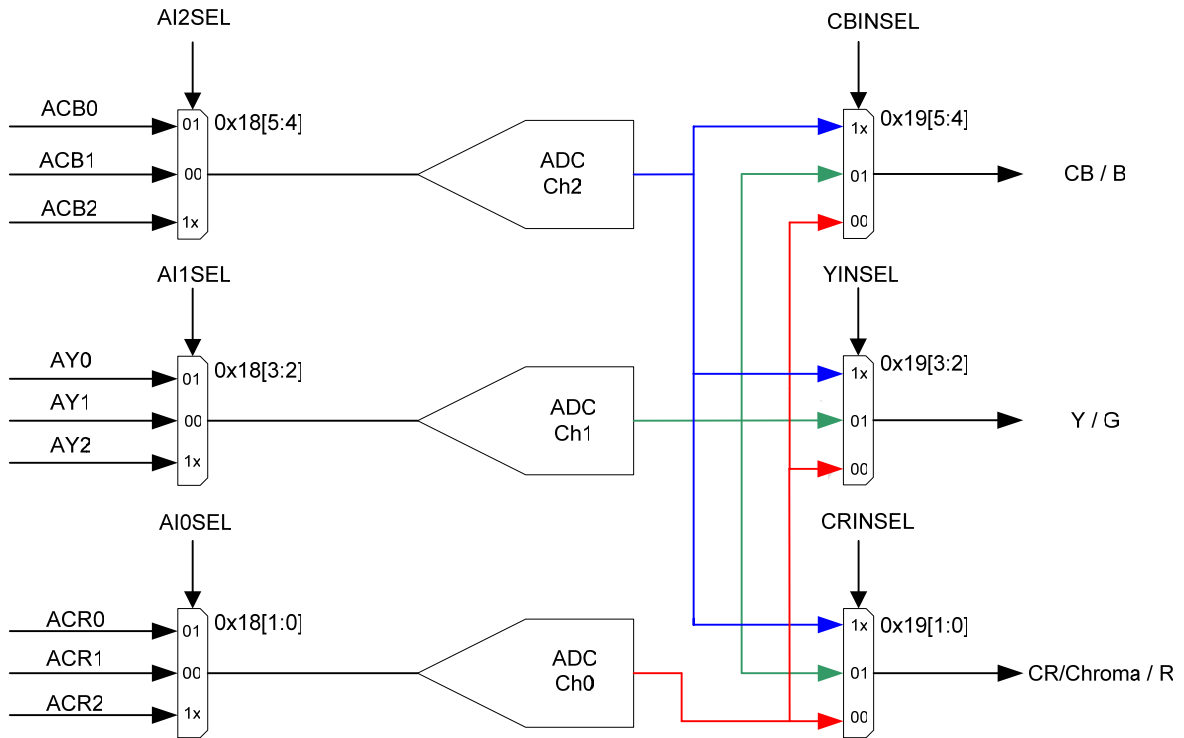 AI2SEL
CBINSEL
ACB0
01
0x18[5:4]
1x
0x19[5:4]
ACB1
00
ADC
Ch2
01
CB / B
ACB2
1x
00
AI1SEL
YINSEL
AY0
01
0x18[3:2]
1x
0x19[3:2]
AY1
00
ADC
Ch1
01
Y / G
AY2
1x
00
AI0SEL
CRINSEL
ACR0
01
0x18[1:0]
1x
0x19[1:0]
ACR1
00
ADC
Ch0
01
CR/Chroma / R
ACR2
1x
00